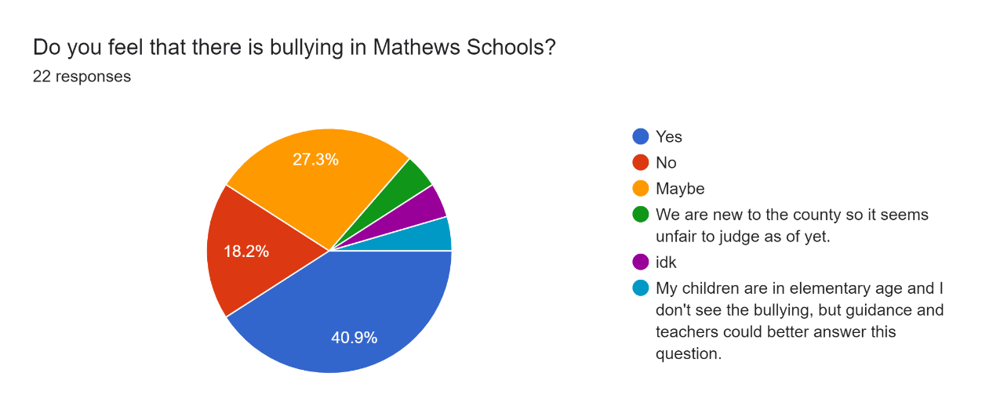 Do you feel that there is bullying in Mathews Schools?
22 responses
27.3%
18.2%
40.9%
Yes
No
Maybe
We are new to the county so it seems
unfair to judge as of yet.
idk
My children are in elementary age and I
don't see the bullying, but guidance and
teachers could better answer this
question.